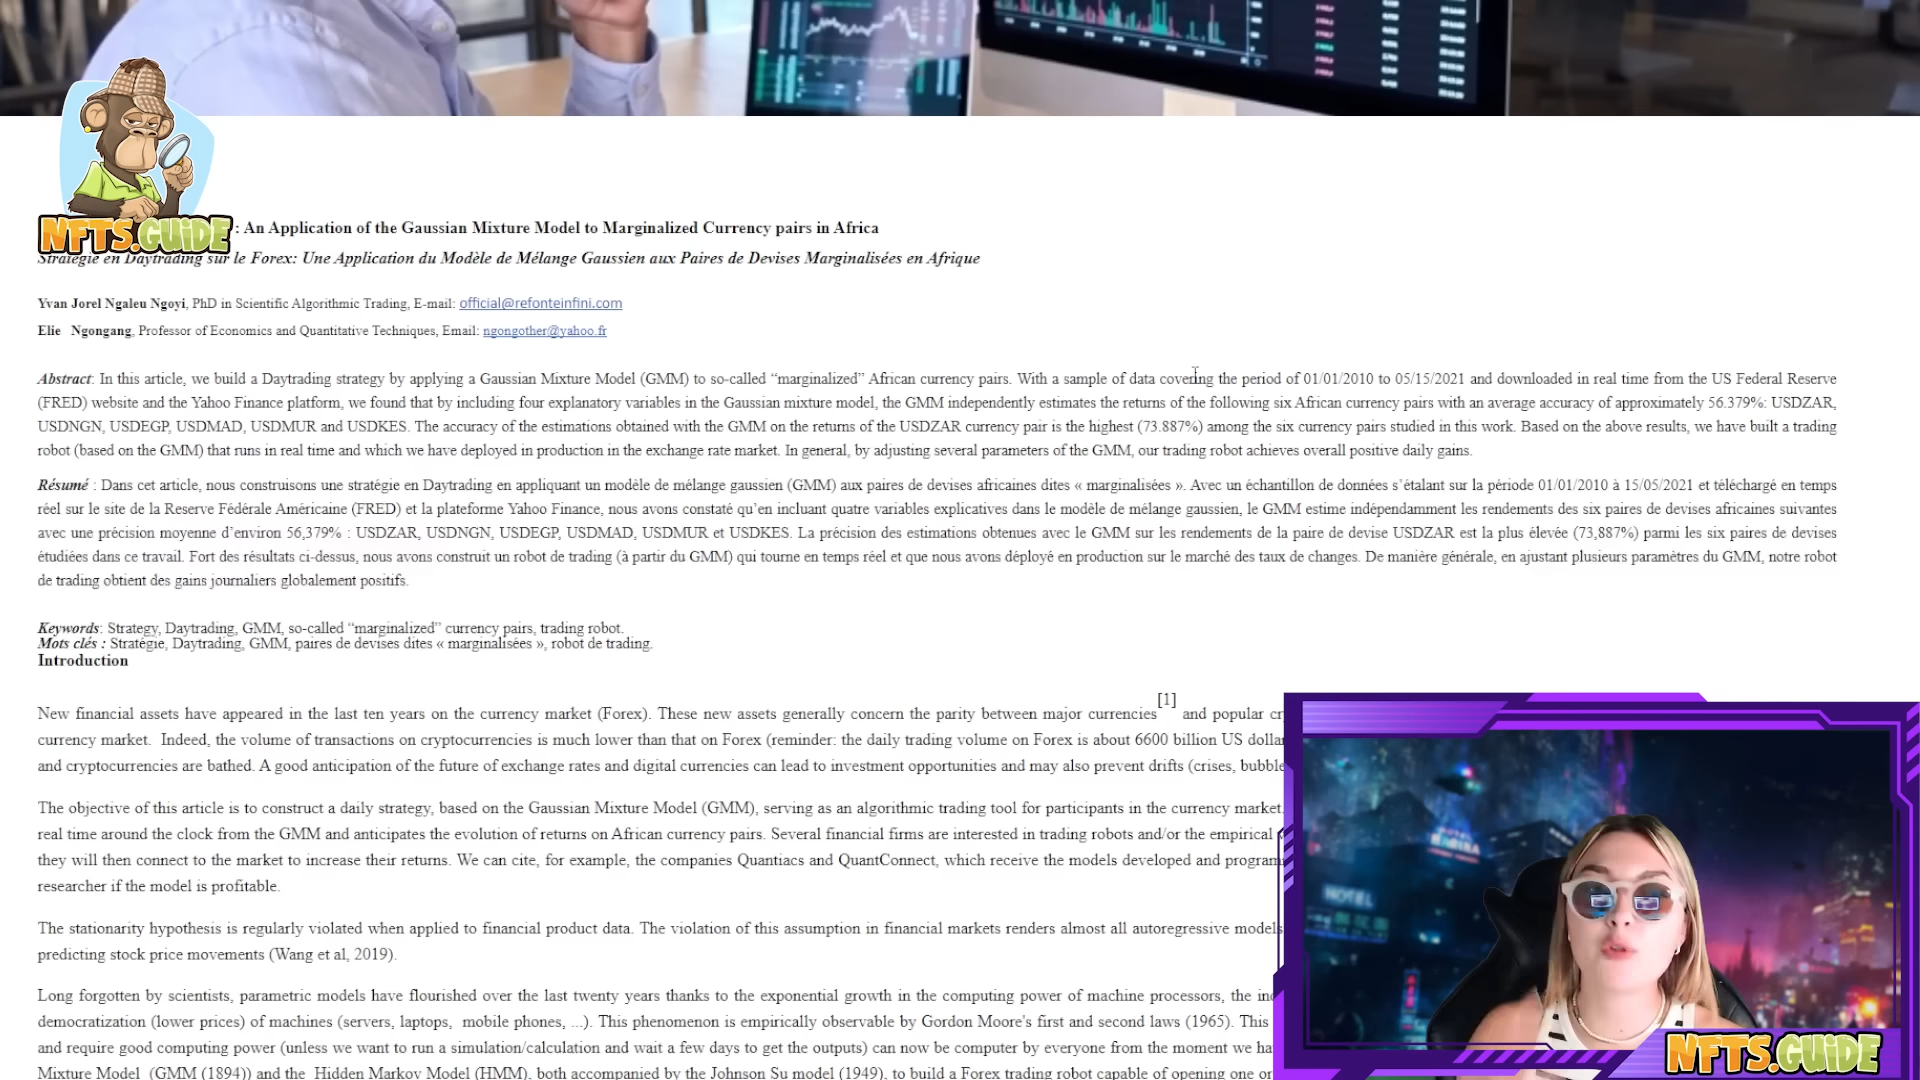 NFTS.GUIDE
: An Application of the Gaussian Mixture Model to Marginalized Currency pairs in Africa
Stratégie en Daytrading sur le Forex: Une Application du Modèle de Mélange Gaussien aux Paires de Devises Marginalisées en Afrique
Yvan Jorel Ngaleu Ngoyi, PhD in Scientific Algorithmic Trading, E-mail: official@refonteinfini.com
Elie Ngongang, Professor of Economics and Quantitative Techniques, Email: ngongother@yahoo.fr
Abstract: In this article, we build a Daytrading strategy by applying a Gaussian Mixture Model (GMM) to so-called “marginalized” African currency pairs. With a sample of data covering the period of 01/01/2010 to 05/15/2021 and downloaded in real time from the US Federal Reserve
(FRED) website and the Yahoo Finance platform, we found that by including four explanatory variables in the Gaussian mixture model, the GMM independently estimates the returns of the following six African currency pairs with an average accuracy of approximately 56.379%: USDZAR,
USDNGN, USDEGP, USDMAD, USDMUR and USDKES. The accuracy of the estimations obtained with the GMM on the returns of the USDZAR currency pair is the highest (73.887%) among the six currency pairs studied in this work. Based on the above results, we have built a trading
robot (based on the GMM) that runs in real time and which we have deployed in production in the exchange rate market. In general, by adjusting several parameters of the GMM, our trading robot achieves overall positive daily gains.
Résumé : Dans cet article, nous construisons une stratégie en Daytrading en appliquant un modèle de mélange gaussien (GMM) aux paires de devises africaines dites « marginalisées ». Avec un échantillon de données s’étalant sur la période 01/01/2010 à 15/05/2021 et téléchargé en temps
réel sur le site de la Reserve Fédérale Américaine (FRED) et la plateforme Yahoo Finance, nous avons constaté qu’en incluant quatre variables explicatives dans le modèle de mélange gaussien, le GMM estime indépendamment les rendements des six paires de devises africaines suivantes
avec une précision moyenne d’environ 56,379% : USDZAR, USDNGN, USDEGP, USDMAD, USDMUR et USDKES. La précision des estimations obtenues avec le GMM sur les rendements de la paire de devise USDZAR est la plus élevée (73,887%) parmi les six paires de devises
étudiées dans ce travail. Fort des résultats ci-dessus, nous avons construit un robot de trading (à partir du GMM) qui tourne en temps réel et que nous avons déployé en production sur le marché des taux de changes. De manière générale, en ajustant plusieurs paramètres du GMM, notre robot
de trading obtient des gains journaliers globalement positifs.
Keywords: Strategy, Daytrading, GMM, so-called “marginalized” currency pairs, trading robot.
Mots clés : Stratégie, Daytrading, GMM, paires de devises dites « marginalisées », robot de trading.
Introduction
New financial assets have appeared in the last ten years on the currency market (Forex). These new assets generally concern the parity between major currencies[1] and popular
currency market. Indeed, the volume of transactions on cryptocurrencies is much lower than that on Forex (reminder: the daily trading volume on Forex is about 6600 billion US
and cryptocurrencies are bathed. A good anticipation of the future of exchange rates and digital currencies can lead to investment opportunities and may also prevent drifts (crises,
The objective of this article is to construct a daily strategy, based on the Gaussian Mixture Model (GMM), serving as an algorithmic trading tool for participants in the currency market.
real time around the clock from the GMM and anticipates the evolution of returns on African currency pairs. Several financial firms are interested in trading robots and/or the empirical
they will then connect to the market to increase their returns. We can cite, for example, the companies Quantiacs and QuantConnect, which receive the models developed and
researcher if the model is profitable.
The stationarity hypothesis is regularly violated when applied to financial product data. The violation of this assumption in financial markets renders almost all autoregressive models
predicting stock price movements (Wang et al, 2019).
Long forgotten by scientists, parametric models have flourished over the last twenty years thanks to the exponential growth in the computing power of machine processors, the
democratization (lower prices) of machines (servers, laptops, mobile phones, ...). This phenomenon is empirically observable by Gordon Moore's first and second laws (1965). This
and require good computing power (unless we want to run a simulation/calculation and wait a few days to get the outputs) can now be computer by everyone from the moment we
Mixture Model (GMM (1894)) and the Hidden Markov Model (HMM), both accompanied by the Johnson Su model (1949), to build a Forex trading robot capable of opening one or
HOTEL
NFTS.GUIDE